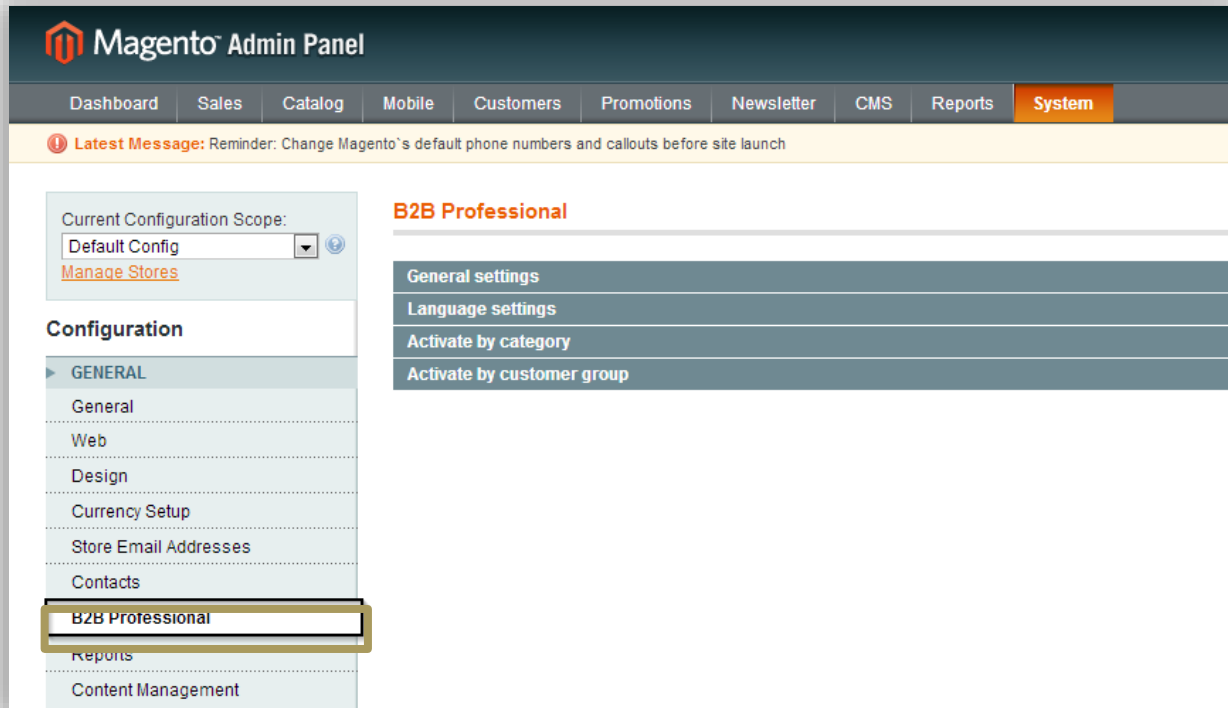 Magento™ Admin Panel
Dashboard Sales Catalog Mobile Customers Promotions Newsletter CMS Reports System
Latest Message: Reminder: Change Magento`s default phone numbers and callouts before site launch
Current Configuration Scope:
Default Config
Manage Stores
Configuration
GENERAL
General
Web
Design
Currency Setup
Store Email Addresses
Contacts
B2B Professional
Reports
Content Management
B2B Professional
General settings
Language settings
Activate by category
Activate by customer group